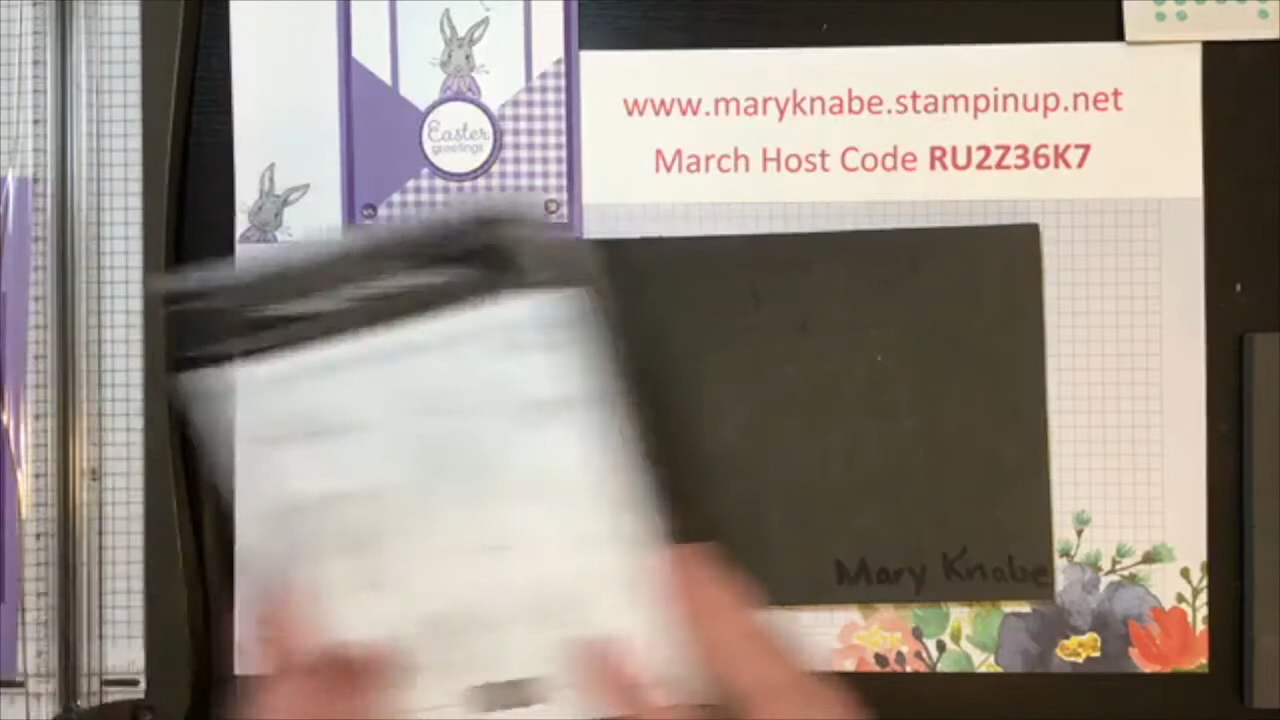 Easter
greetings
www.maryknabe.stampinup.net
March Host Code RU2Z36K7
Mary Knabe